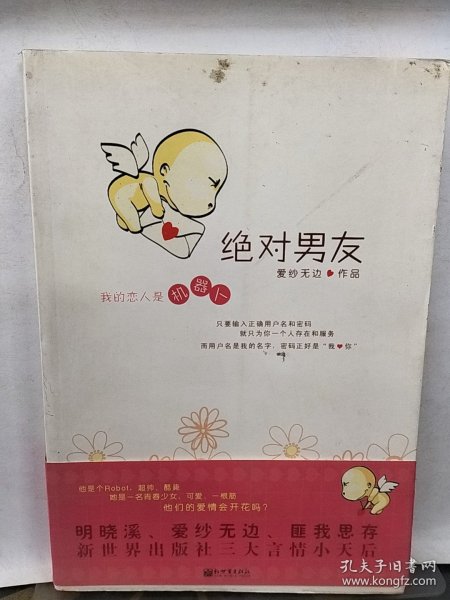 绝对男友
爱纱无边 作品
我的恋人是机器人
只要输入正确用户名和密码
就只为你一个人存在和服务
而用户名是我的名字，密码正好是“我❤你”
他是个Robot，超帅、酷毙
她是一名青春少女、可爱、一根筋
他们的爱情会开花吗？
明晓溪、爱纱无边、匪我思存
新世界出版社三大言情小天后
新世界出版社
孔夫子旧书网
www.kongfz.com